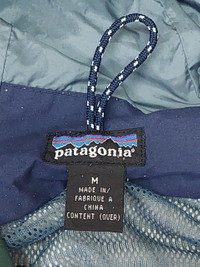 patagonia®
M
MADE IN/
FABRIQUE A
CHINA
CONTENT (OVER)